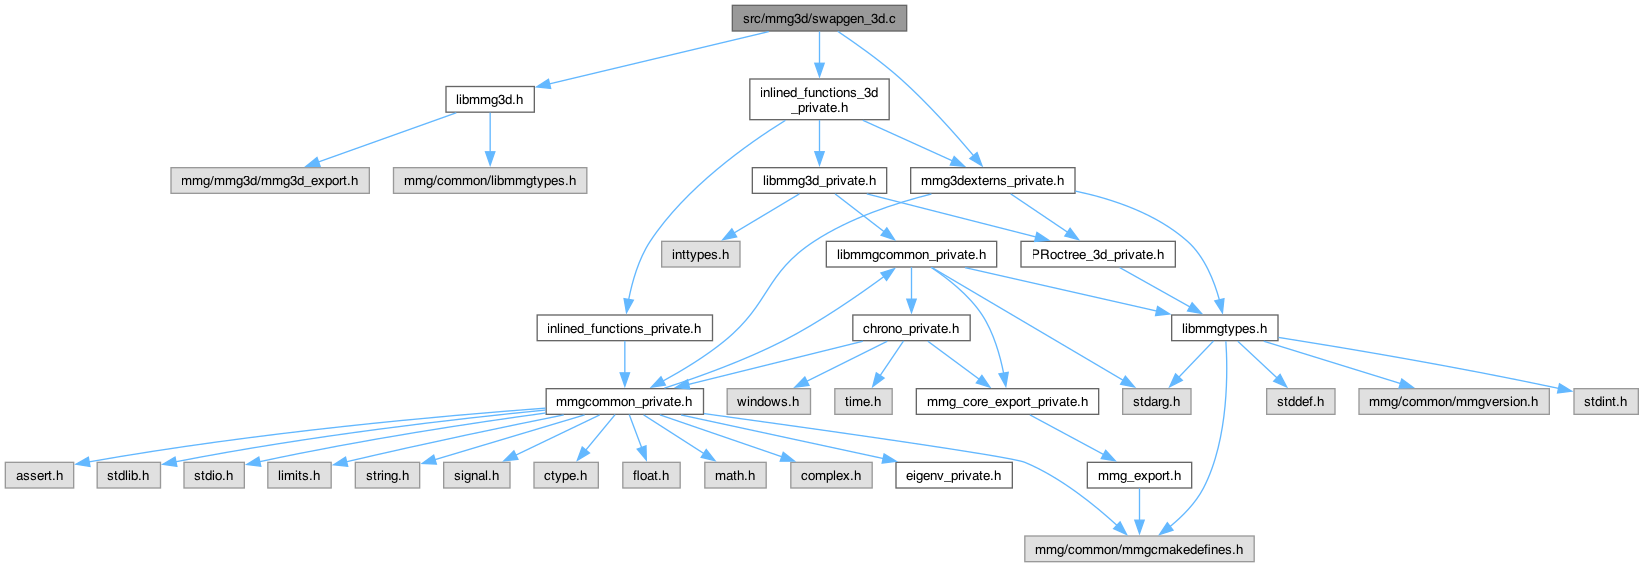 src/mmg3d/swapgen_3d.c
libmmg3d.h
inlined_functions_3d
_private.h
mmg/mmg3d/mmg3d_export.h
mmg/common/libmmgtypes.h
libmmg3d_private.h
mmg3dexterns_private.h
inttypes.h
libmmgcommon_private.h
PRoctree_3d_private.h
inlined_functions_private.h
chrono_private.h
libmmgtypes.h
mmgcommon_private.h
windows.h
time.h
mmg_core_export_private.h
stdarg.h
stddef.h
mmg/common/mmgversion.h
stdint.h
assert.h
stdlib.h
stdio.h
limits.h
string.h
signal.h
ctype.h
float.h
math.h
complex.h
eigenv_private.h
mmg_export.h
mmg/common/mmgcmakedefines.h